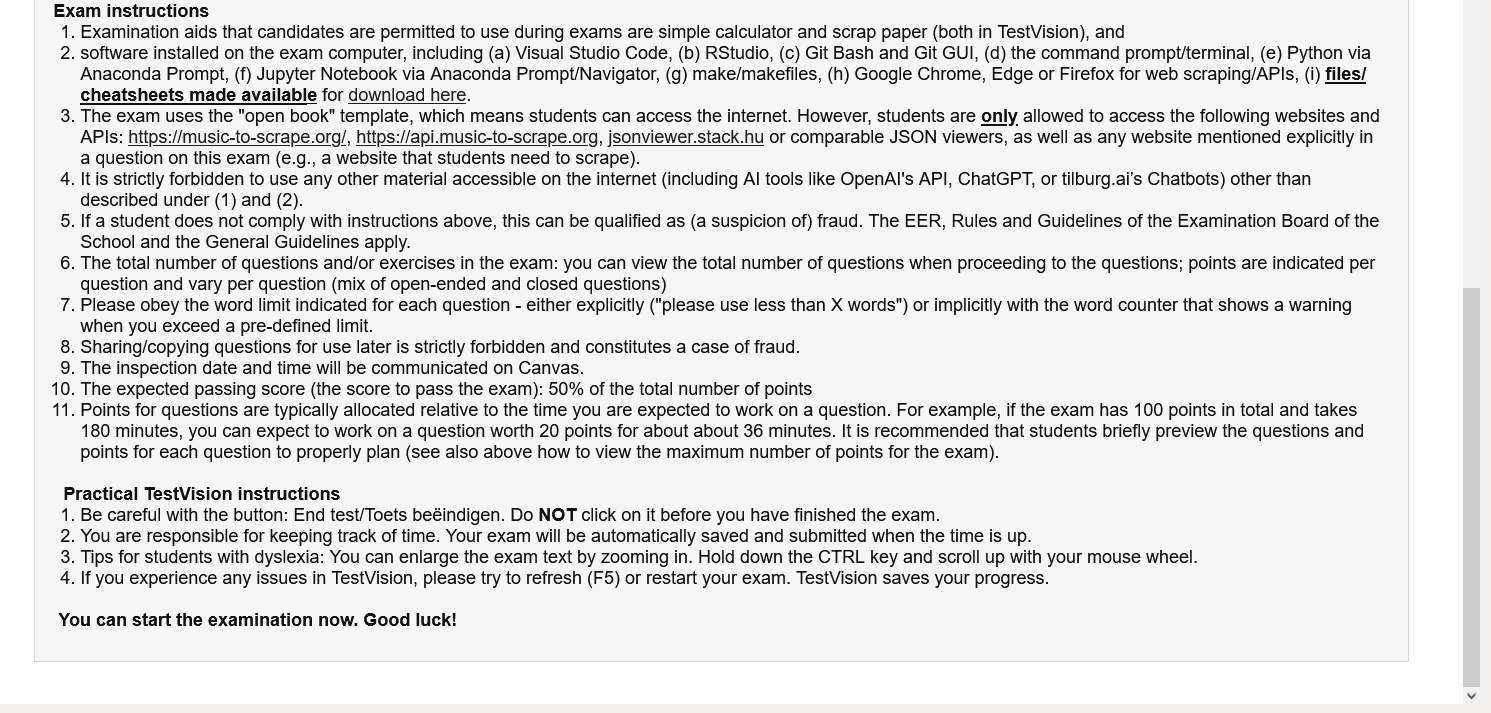 Exam instructions
1. Examination aids that candidates are permitted to use during exams are simple calculator and scrap paper (both in TestVision), and
2. software installed on the exam computer, including (a) Visual Studio Code, (b) RStudio, (c) Git Bash and Git GUI, (d) the command prompt/terminal, (e) Python via
Anaconda Prompt, (f) Jupyter Notebook via Anaconda Prompt/Navigator, (g) make/makefiles, (h) Google Chrome, Edge or Firefox for web scraping/APIs, (i) files/
cheatsheets made available for download here.
3. The exam uses the "open book" template, which means students can access the internet. However, students are only allowed to access the following websites and
APIs: https://music-to-scrape.org/, https://api.music-to-scrape.org, jsonviewer.stack.hu or comparable JSON viewers, as well as any website mentioned explicitly in
a question on this exam (e.g., a website that students need to scrape).
4. It is strictly forbidden to use any other material accessible on the internet (including AI tools like OpenAI's API, ChatGPT, or tilburg.ai’s Chatbots) other than
described under (1) and (2).
5. If a student does not comply with instructions above, this can be qualified as (a suspicion of) fraud. The EER, Rules and Guidelines of the Examination Board of the
School and the General Guidelines apply.
6. The total number of questions and/or exercises in the exam: you can view the total number of questions when proceeding to the questions; points are indicated per
question and vary per question (mix of open-ended and closed questions)
7. Please obey the word limit indicated for each question - either explicitly ("please use less than X words") or implicitly with the word counter that shows a warning
when you exceed a pre-defined limit.
8. Sharing/copying questions for use later is strictly forbidden and constitutes a case of fraud.
9. The inspection date and time will be communicated on Canvas.
10. The expected passing score (the score to pass the exam): 50% of the total number of points
11. Points for questions are typically allocated relative to the time you are expected to work on a question. For example, if the exam has 100 points in total and takes
180 minutes, you can expect to work on a question worth 20 points for about about 36 minutes. It is recommended that students briefly preview the questions and
points for each question to properly plan (see also above how to view the maximum number of points for the exam).
Practical TestVision instructions
1. Be careful with the button: End test/Toets beëindigen. Do NOT click on it before you have finished the exam.
2. You are responsible for keeping track of time. Your exam will be automatically saved and submitted when the time is up.
3. Tips for students with dyslexia: You can enlarge the exam text by zooming in. Hold down the CTRL key and scroll up with your mouse wheel.
4. If you experience any issues in TestVision, please try to refresh (F5) or restart your exam. TestVision saves your progress.
You can start the examination now. Good luck!